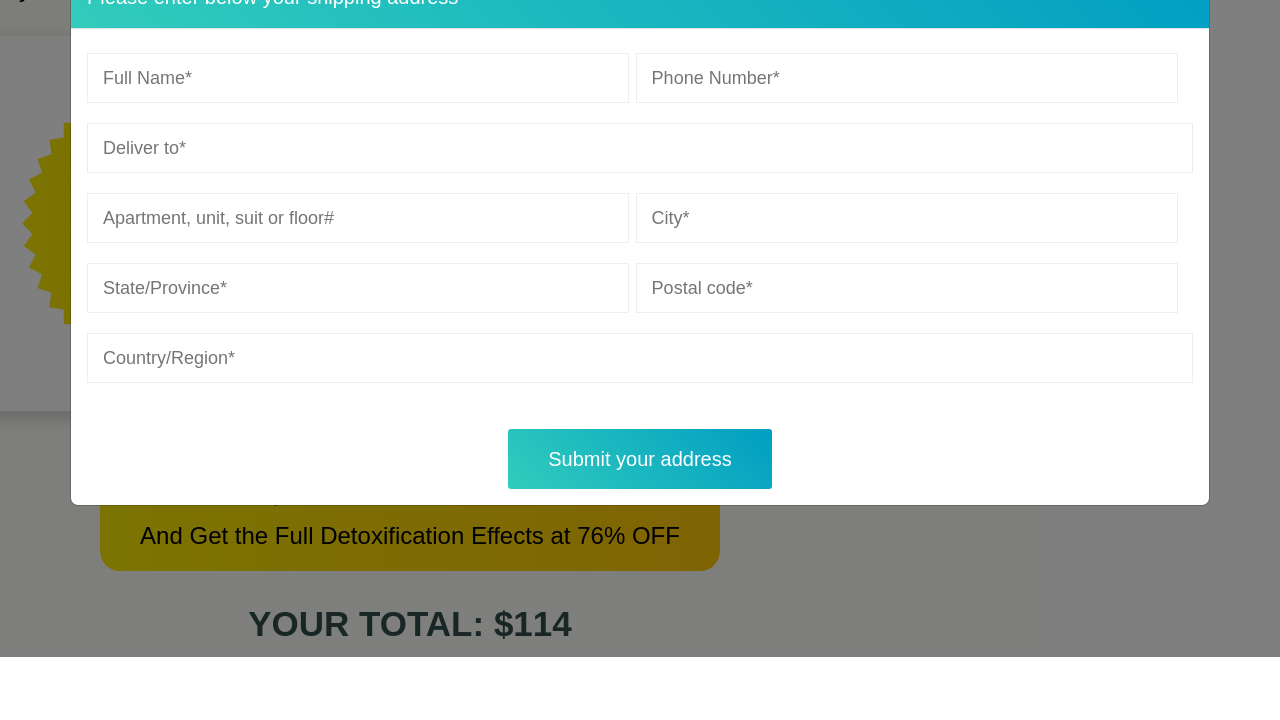 Please enter below your shipping address
Full Name*
Phone Number*
Deliver to*
Apartment, unit, suit or floor#
City*
State/Province*
Postal code*
Country/Region*
Submit your address
And Get the Full Detoxification Effects at 76% OFF
YOUR TOTAL: $114